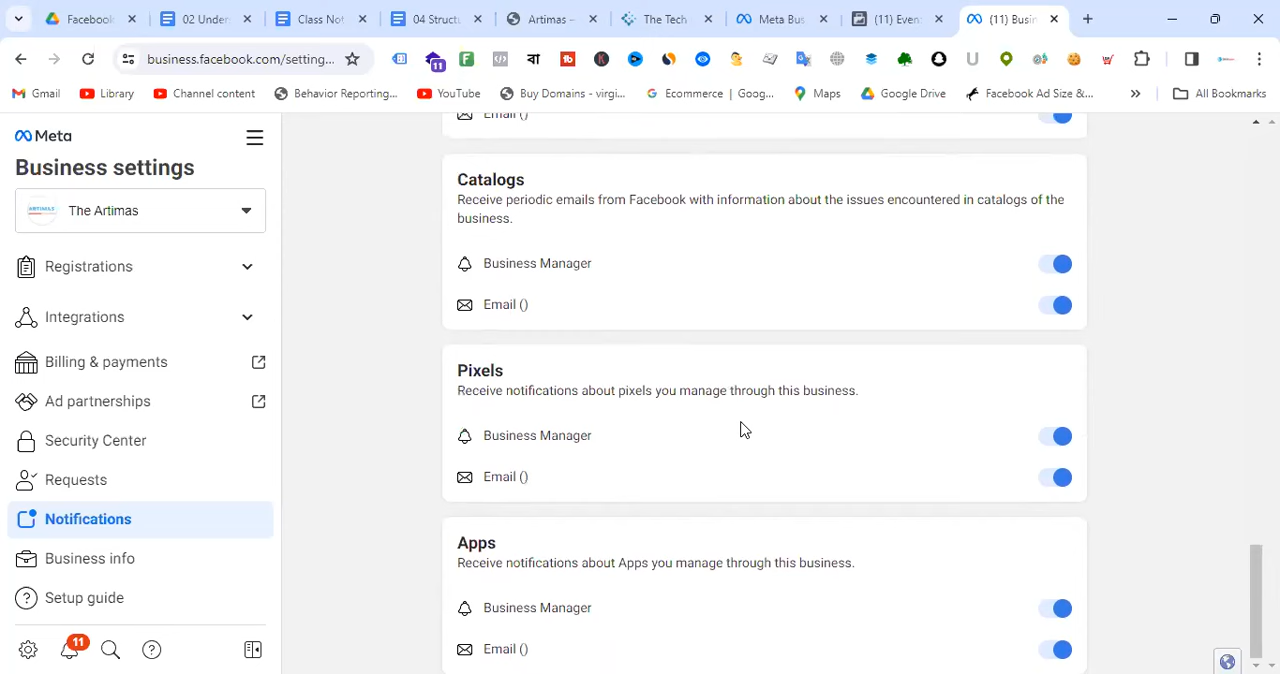 Facebook
02 Under
Class Not
04 Structu
Artimas –
The Tech
Meta Bus
(11) Even
(11) Busin
business.facebook.com/setting...
11
Gmail
Library
Channel content
Behavior Reporting...
YouTube
Buy Domains - virgi...
Ecommerce | Goog...
Maps
Google Drive
Facebook Ad Size &...
All Bookmarks
Meta
Business settings
ARTIMAS
The Artimas
Registrations
Integrations
Billing & payments
Ad partnerships
Security Center
Requests
Notifications
Business info
Setup guide
11
Email ()
Catalogs
Receive periodic emails from Facebook with information about the issues encountered in catalogs of the
business.
Business Manager
Email ()
Pixels
Receive notifications about pixels you manage through this business.
Business Manager
Email ()
Apps
Receive notifications about Apps you manage through this business.
Business Manager
Email ()